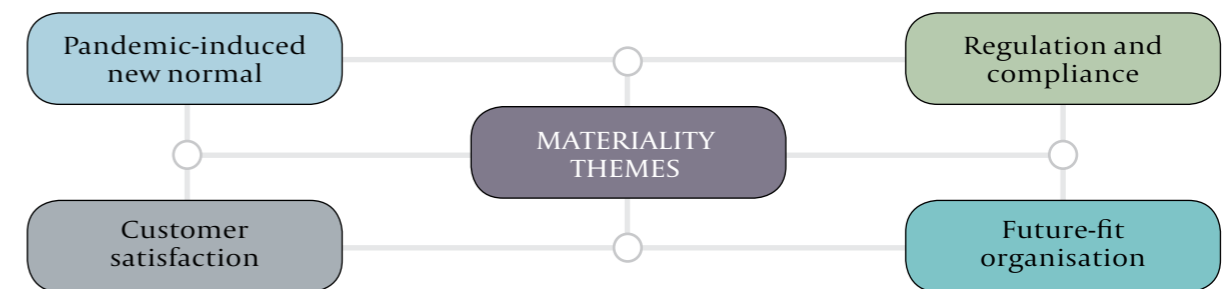 Pandemic-induced
new normal
Regulation and
compliance
MATERIALITY
THEMES
Customer
satisfaction
Future-fit
organisation